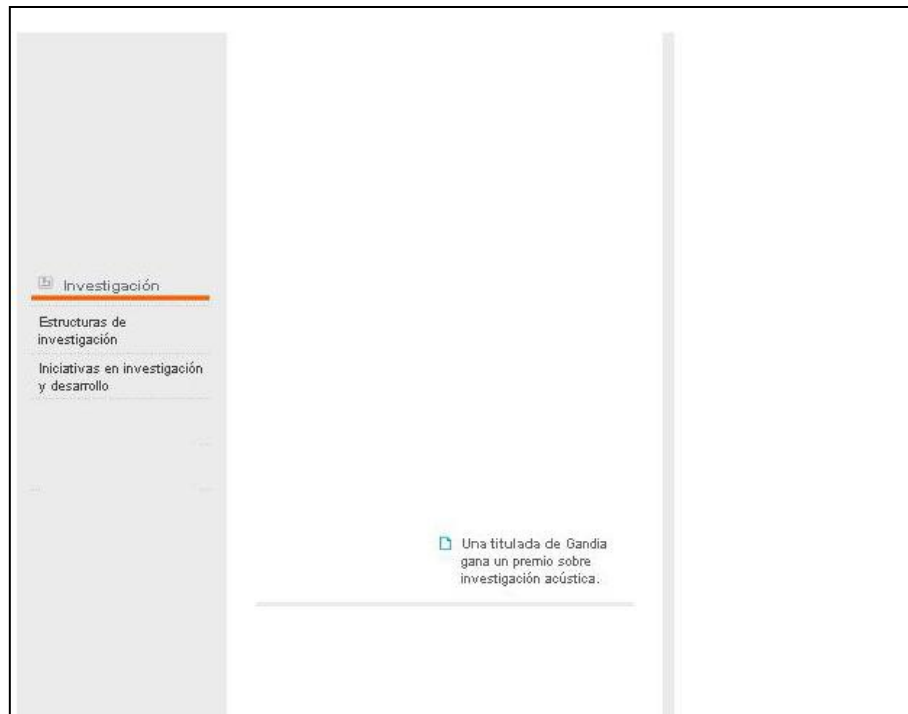 Investigación
Estructuras de
investigación
Iniciativas en investigación
y desarrollo
Una titulada de Gandia
gana un premio sobre
investigación acústica.